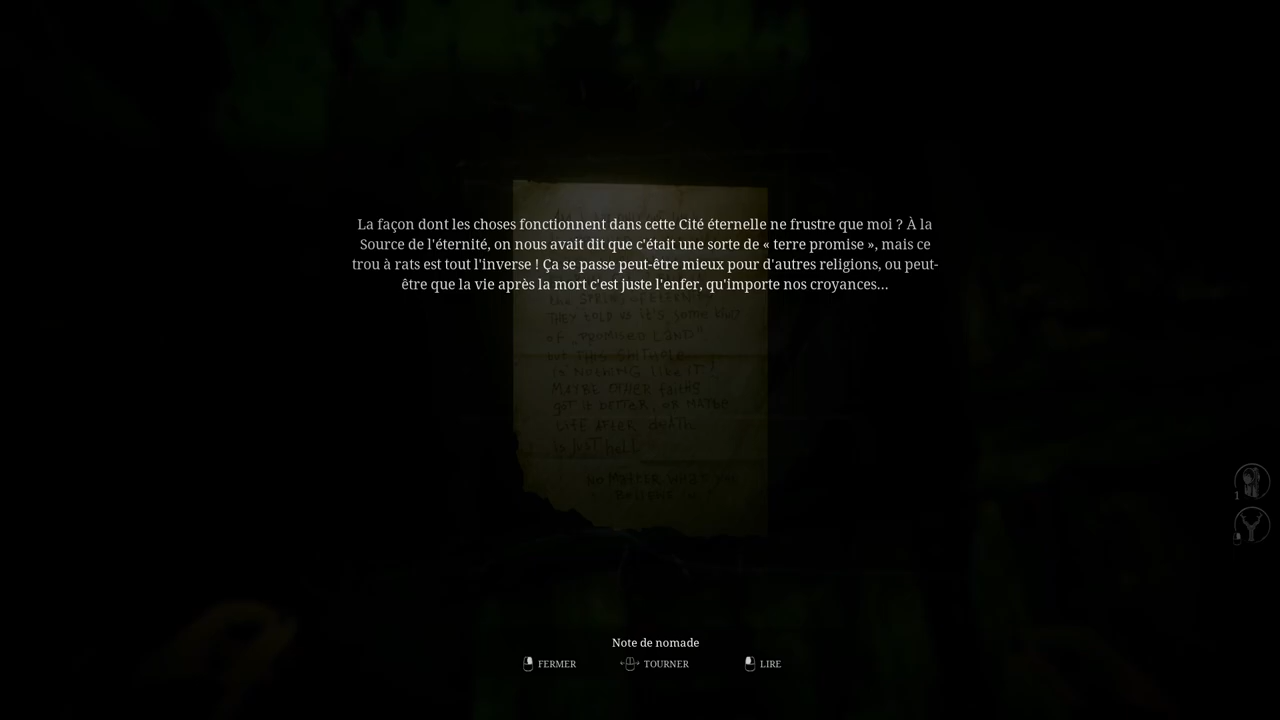 La façon dont les choses fonctionnent dans cette Cité éternelle ne frustre que moi ? À la
Source de l'éternité, on nous avait dit que c'était une sorte de « terre promise », mais ce
trou à rats est tout l'inverse ! Ça se passe peut-être mieux pour d'autres religions, ou peut-
être que la vie après la mort c'est juste l'enfer, qu'importe nos croyances...
THEY TOLD us it's some kind
of "PROMISED LANDS".
but THIS SHITHOLE
is NOTHING like IT!
MAYBE OTHER faiths
got it BETTER, OR MAYBE
LIFE AFTER dEATH
is JUST hell
NO MATTER WHAT
Note de nomade
FERMER
TOURNER
LIRE
1